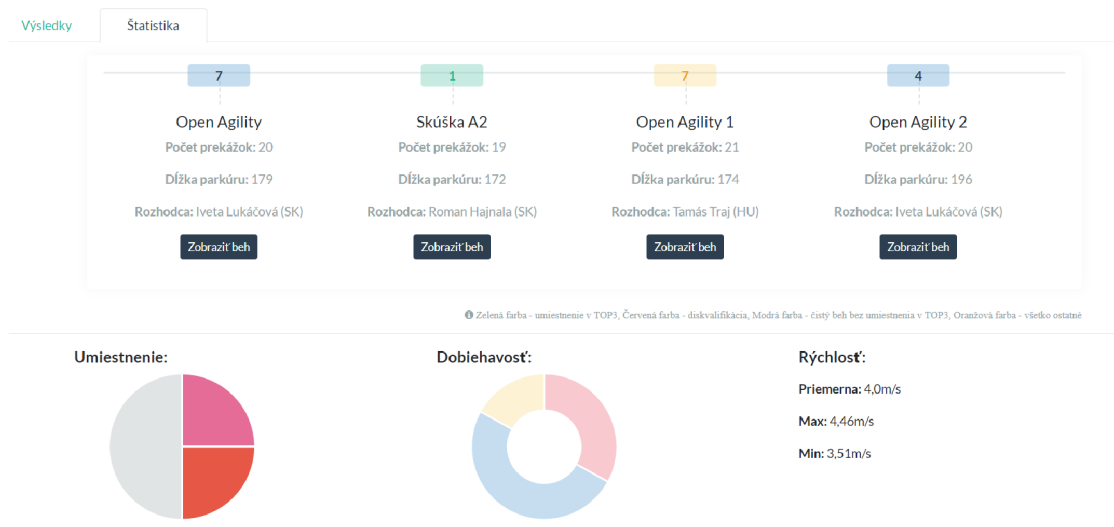 Výsledky Štatistika
7 1 7 4
Open Agility Skúška A2 Open Agility 1 Open Agility 2
Počet prekážok: 20 Počet prekážok: 19 Počet prekážok: 21 Počet prekážok: 20
Dĺžka parkúru: 179 Dĺžka parkúru: 172 Dĺžka parkúru: 174 Dĺžka parkúru: 196
Rozhodca: Iveta Lukáčová (SK) Rozhodca: Roman Hajnala (SK) Rozhodca: Tamás Traj (HU) Rozhodca: Iveta Lukáčová (SK)
Zobraziť beh Zobraziť beh Zobraziť beh Zobraziť beh
Zelená farba - umiestnenie v TOP3, Červená farba - diskvalifikácia, Modrá farba - čistý beh bez umiestnenia v TOP3, Oranžová farba - všetko ostatné
Umiestnenie: Dobiehavosť: Rýchlosť:
Priemerna: 4,0m/s
Max: 4,46m/s
Min: 3,51m/s